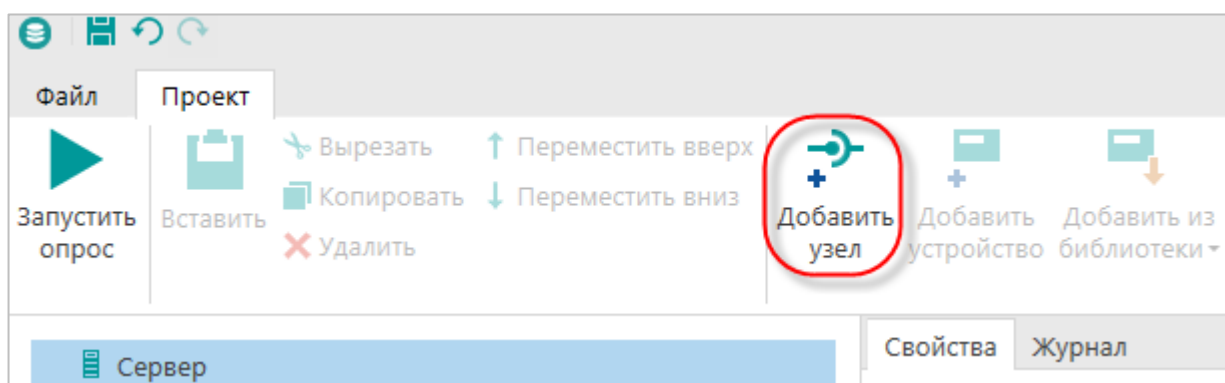 Файл Проект
Вырезать Переместить вверх
Копировать Переместить вниз
Удалить
Запустить опрос
Вставить
Добавить узел
Добавить устройство
Добавить из библиотеки
Свойства Журнал
Сервер